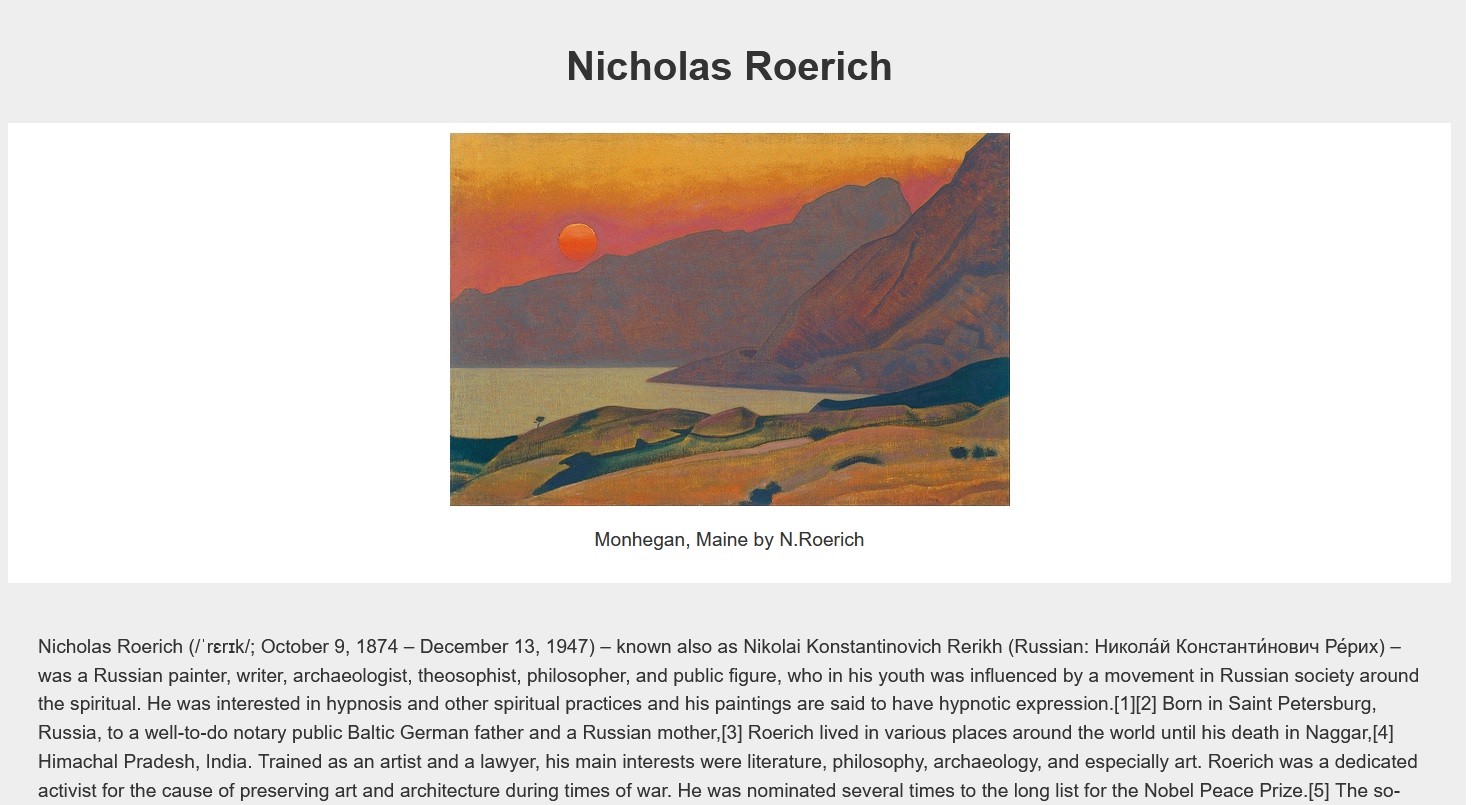 Nicholas Roerich
Monhegan, Maine by N.Roerich
Nicholas Roerich (/ˈrɛrɪk/; October 9, 1874 – December 13, 1947) – known also as Nikolai Konstantinovich Rerikh (Russian: Никола́й Константи́нович Ре́рих) –
was a Russian painter, writer, archaeologist, theosophist, philosopher, and public figure, who in his youth was influenced by a movement in Russian society around
the spiritual. He was interested in hypnosis and other spiritual practices and his paintings are said to have hypnotic expression.[1][2] Born in Saint Petersburg,
Russia, to a well-to-do notary public Baltic German father and a Russian mother,[3] Roerich lived in various places around the world until his death in Naggar,[4]
Himachal Pradesh, India. Trained as an artist and a lawyer, his main interests were literature, philosophy, archaeology, and especially art. Roerich was a dedicated
activist for the cause of preserving art and architecture during times of war. He was nominated several times to the long list for the Nobel Peace Prize.[5] The so-